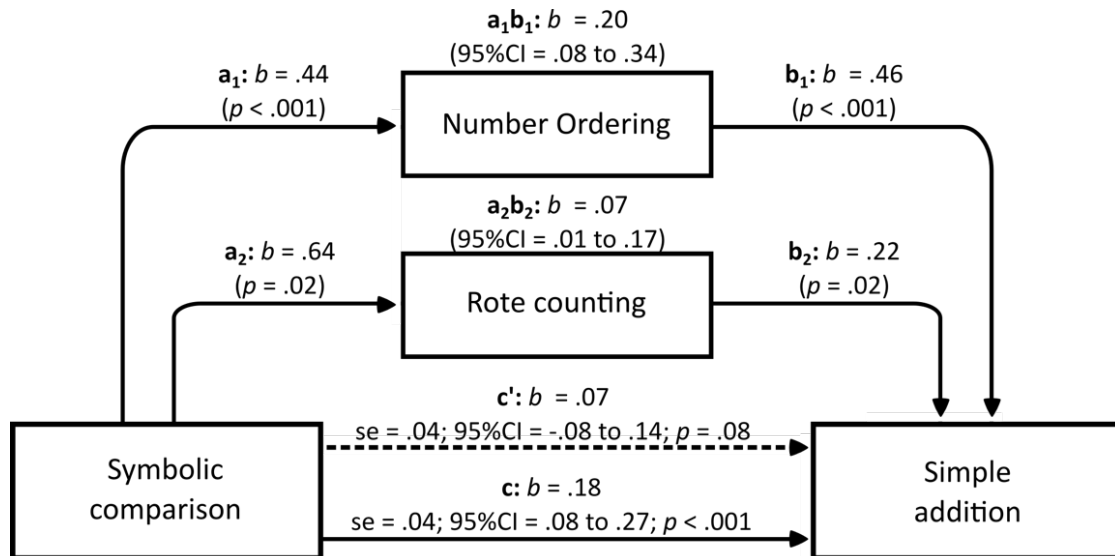 a₁b₁: b = .20
(95%CI = .08 to .34)
a₁: b = .44
(p < .001)
Number Ordering
b₁: b = .46
(p < .001)
a₂b₂: b = .07
(95%CI = .01 to .17)
a₂: b = .64
(p = .02)
Rote counting
b₂: b = .22
(p = .02)
c': b = .07
se = .04; 95%CI = -.08 to .14; p = .08
Symbolic
comparison
c: b = .18
se = .04; 95%CI = .08 to .27; p < .001
Simple
addition